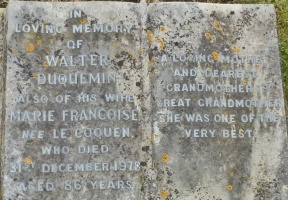 IN
LOVING MEMORY
OF
WALTER
DUQUEMIN
ALSO OF HIS WIFE
MARIE FRANCOISE
NEE LE COQUEN
WHO DIED
31ST DECEMBER 1978
AGED 86 YEARS
A LOVING MOTHER
AND DEAREST
GRANDMOTHER &
GREAT GRANDMOTHER
SHE WAS ONE OF THE
VERY BEST